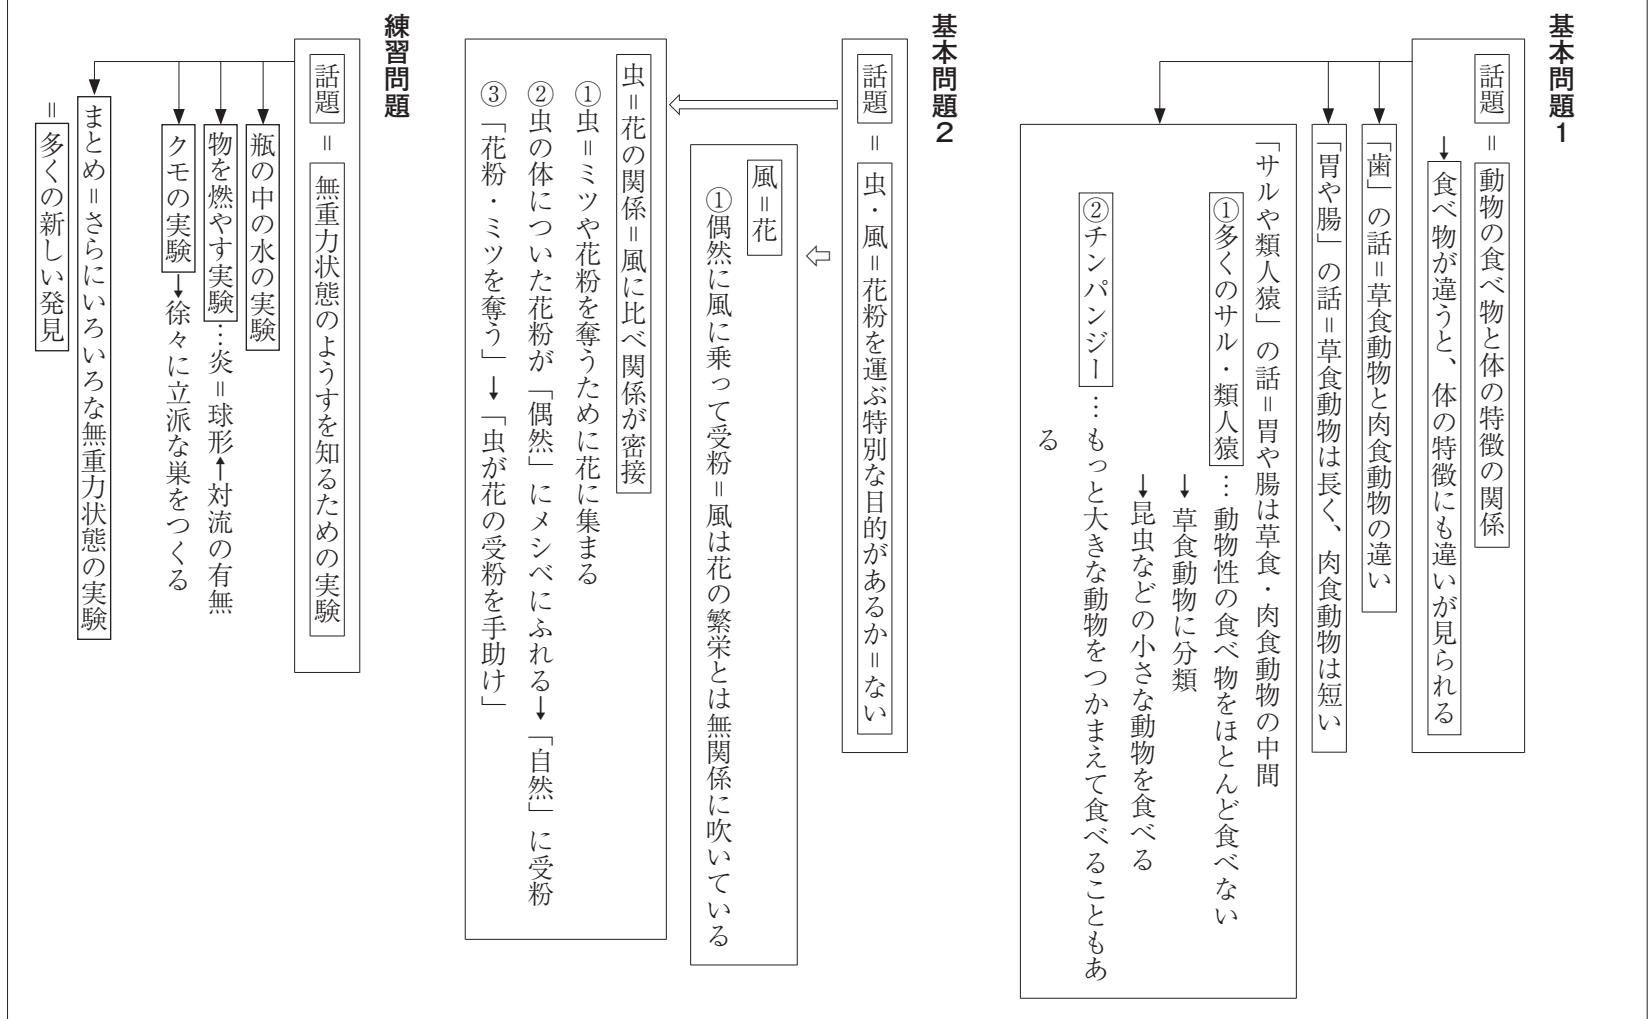 基本問題1
話題＝動物の食べ物と体の特徴の関係
→食べ物が違うと、体の特徴にも違いが見られる
「歯」の話＝草食動物と肉食動物の違い
「胃や腸」の話＝草食動物は長く、肉食動物は短い
「サルや類人猿」の話＝胃や腸は草食・肉食動物の中間
①多くのサル・類人猿…動物性の食べ物をほとんど食べない
→草食動物に分類
→昆虫などの小さな動物を食べる
②チンパンジー…もっと大きな動物をつかまえて食べることもあ
る
基本問題2
話題＝虫・風＝花粉を運ぶ特別な目的があるか＝ない
風＝花
①偶然に風に乗って受粉＝風は花の繁栄とは無関係に吹いている
虫＝花の関係＝風に比べ関係が密接
①虫＝ミツや花粉を奪うために花に集まる
②虫の体についた花粉が「偶然」にメシベにふれる→「自然」に受粉
③「花粉・ミツを奪う」→「虫が花の受粉を手助け」
練習問題
話題＝無重力状態のようすを知るための実験
瓶の中の水の実験
物を燃やす実験…炎＝球形←対流の有無
クモの実験→徐々に立派な巣をつくる
まとめ＝さらにいろいろな無重力状態の実験
＝多くの新しい発見